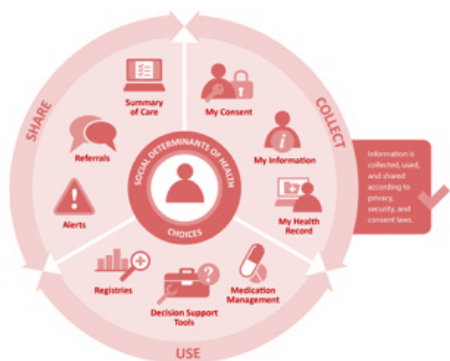 SHARE
Summary
of Care
Referrals
Alerts
COLLECT
My Consent
My Information
My Health
Record
SOCIAL DETERMINANTS OF HEALTH
CHOICES
Registries
Decision Support
Tools
Medication
Management
USE
Information is
collected, used,
and shared
according to
privacy,
security, and
consent laws.